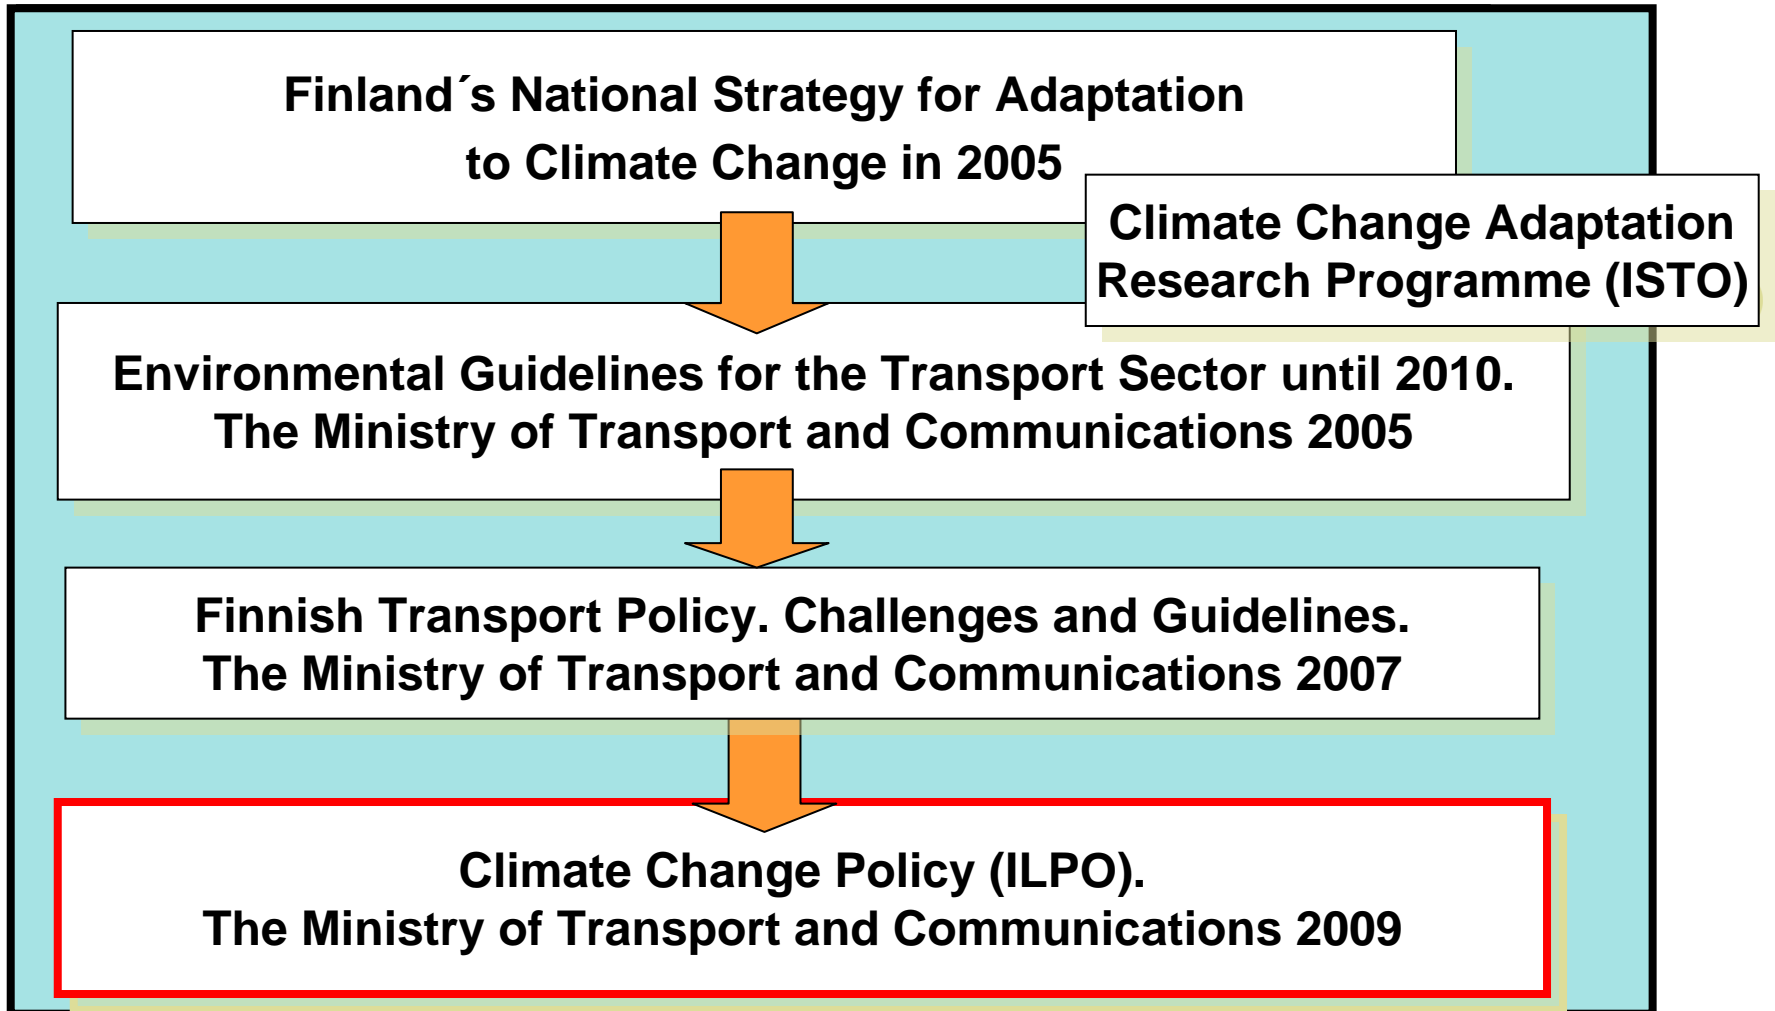 Finland´s National Strategy for Adaptation
to Climate Change in 2005
Climate Change Adaptation
Research Programme (ISTO)
Environmental Guidelines for the Transport Sector until 2010.
The Ministry of Transport and Communications 2005
Finnish Transport Policy. Challenges and Guidelines.
The Ministry of Transport and Communications 2007
Climate Change Policy (ILPO).
The Ministry of Transport and Communications 2009